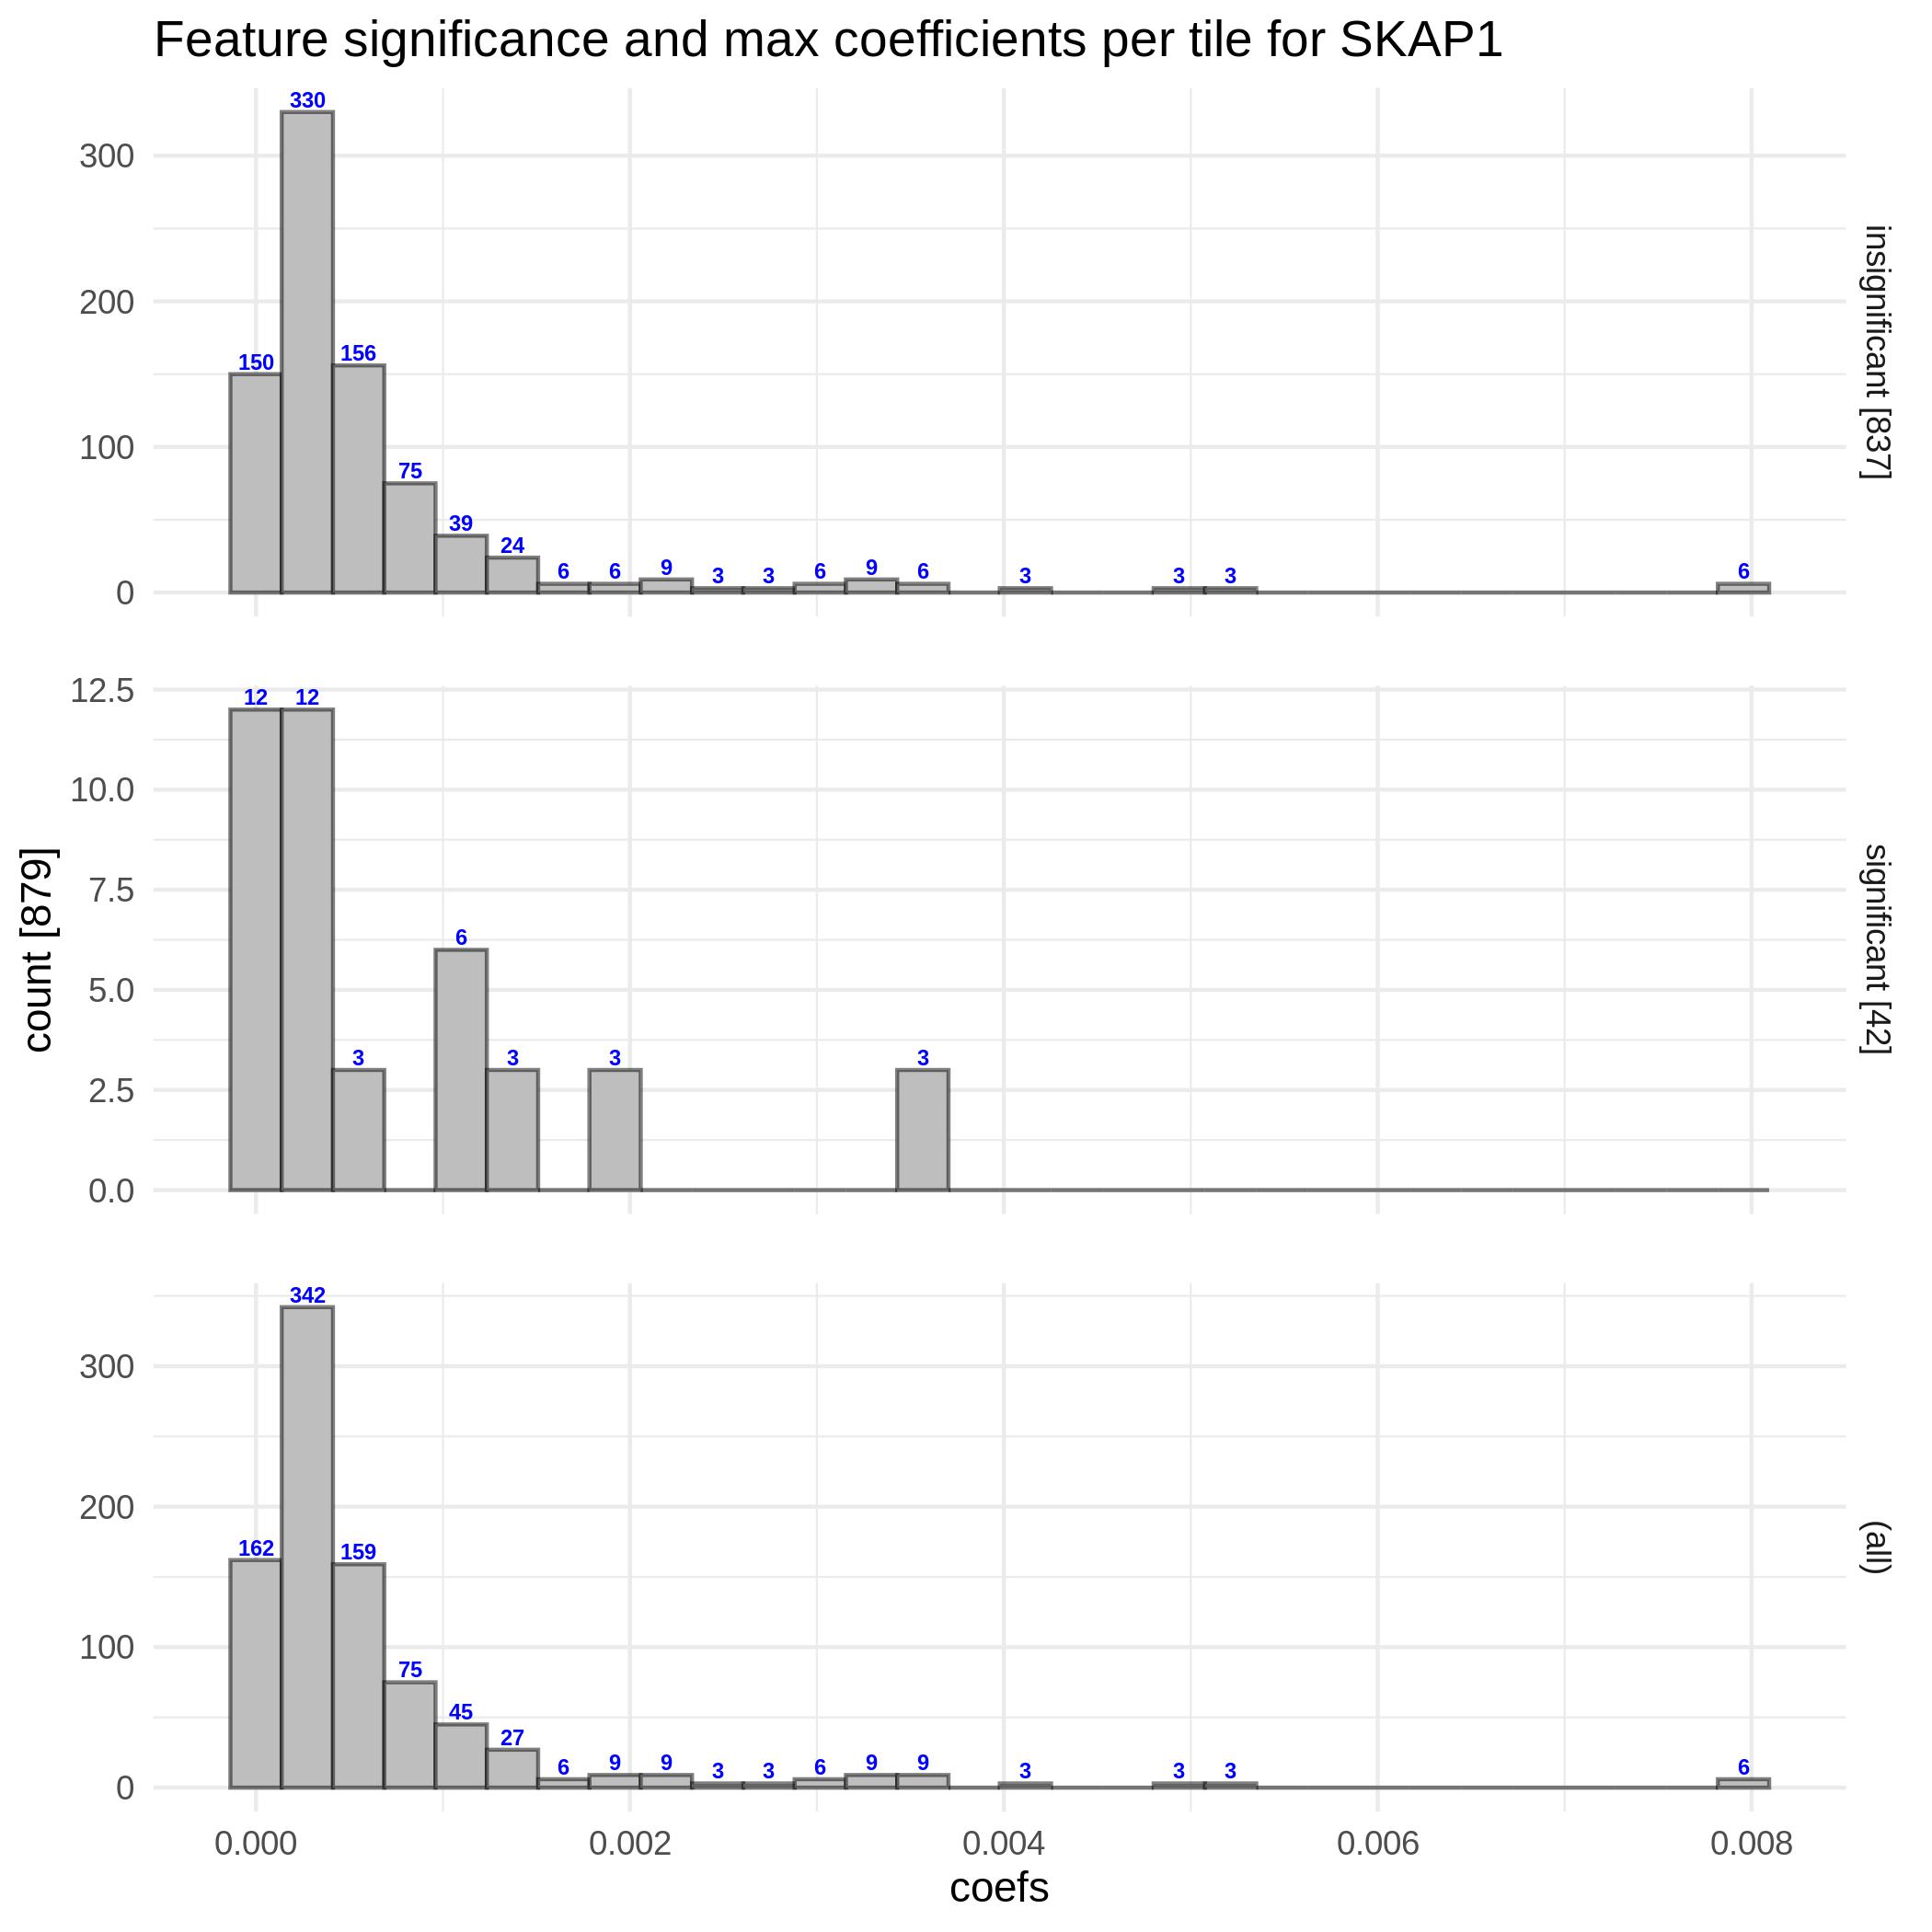 Feature significance and max coefficients per tile for SKAP1
330
300
insignificant [837]
200
150 156
100
75
39
24
6 6 9 3 3 6 9 6 3 3 3 6
0
12.5
12 12
10.0
significant [42]
count [879]
7.5
6
5.0
3 3 3 3
2.5
0.0
342
300
(all)
200
162 159
100
75
45
27
6 9 9 3 3 6 9 9 3 3 3 6
0
0.000 0.002 0.004 0.006 0.008
coefs